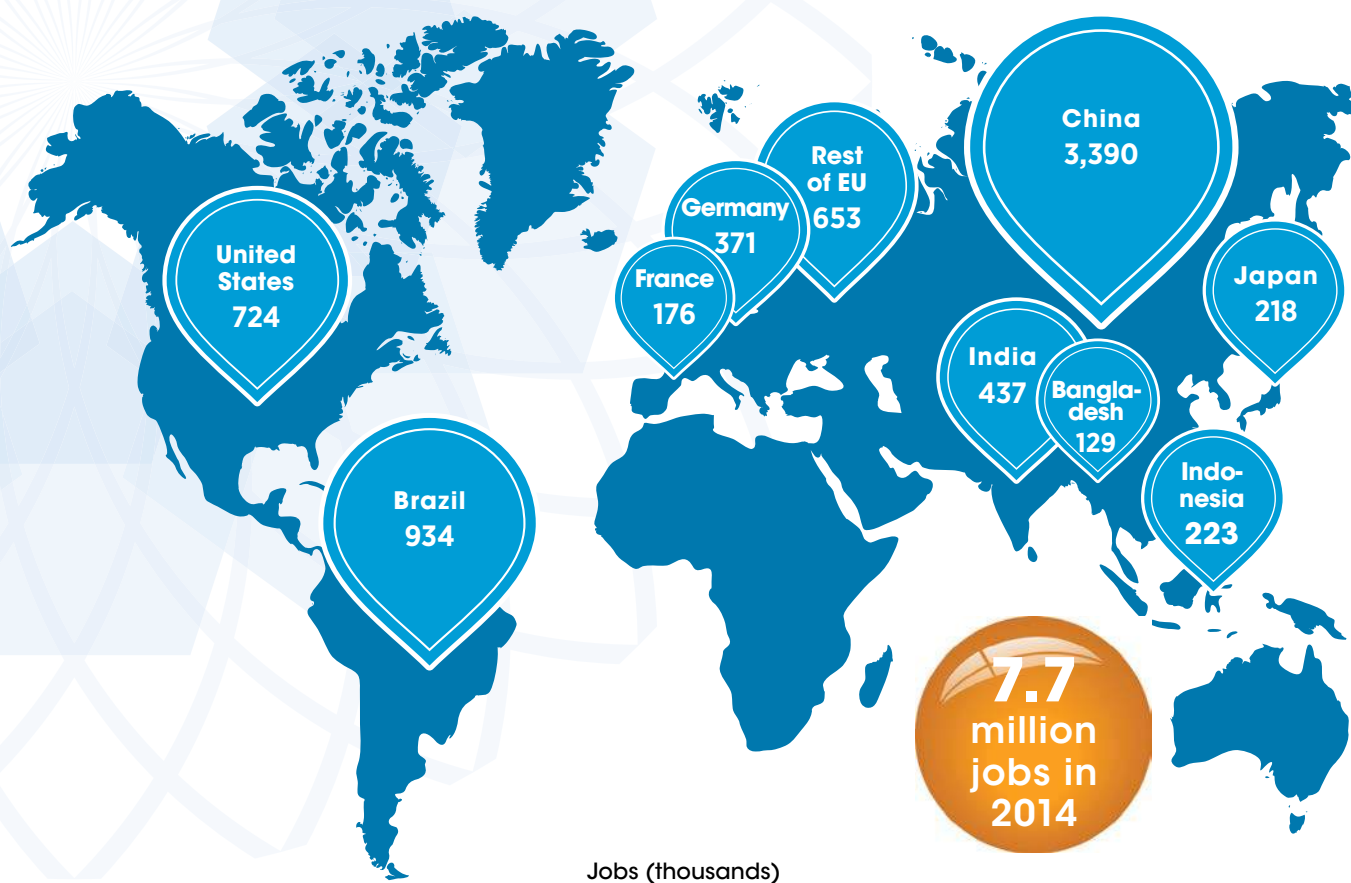 China
3,390
Rest
of EU
653
Germany
371
France
176
United
States
724
Japan
218
India
437
Bangla-
desh
129
Indo-
nesia
223
Brazil
934
7.7
million
jobs in
2014
Jobs (thousands)